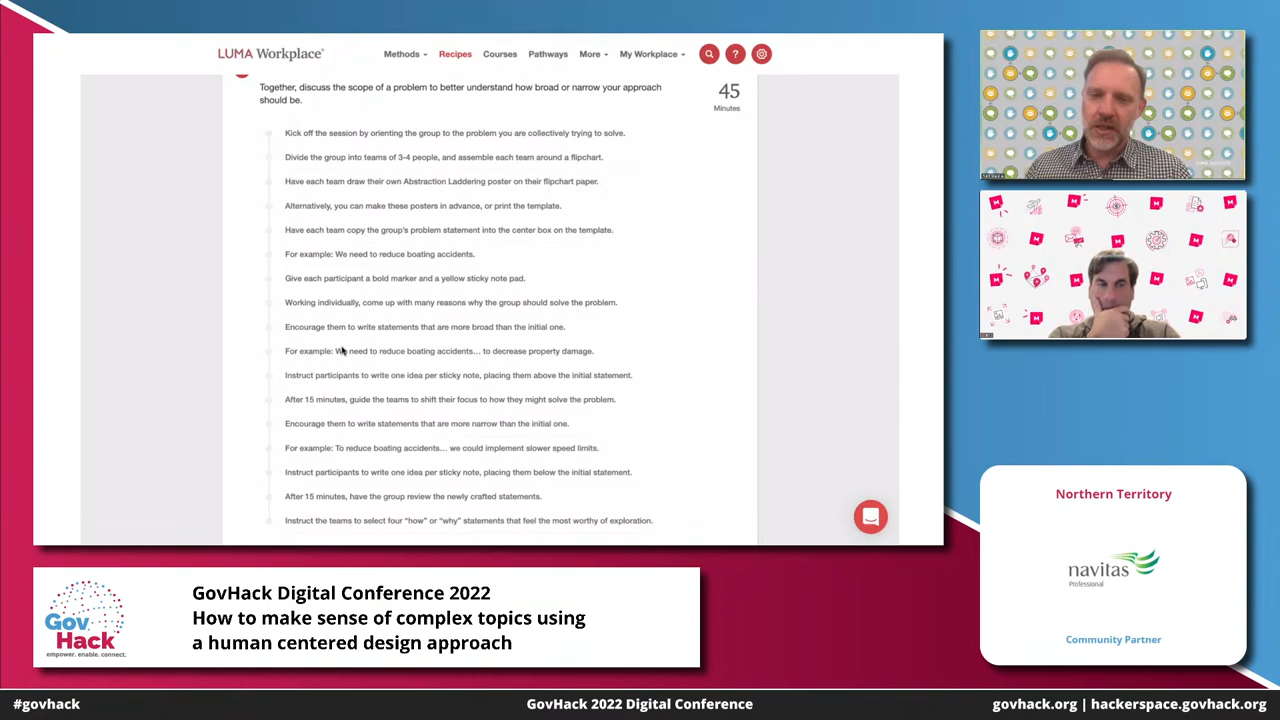 LUMA Workplace®
Methods
Recipes
Courses
Pathways
More
My Workplace
?
Together, discuss the scope of a problem to better understand how broad or narrow your approach
should be.
45
Minutes
Kick off the session by orienting the group to the problem you are collectively trying to solve.
Divide the group into teams of 3-4 people, and assemble each team around a flipchart.
Have each team draw their own Abstraction Laddering poster on their flipchart paper.
Alternatively, you can make these posters in advance, or print the template.
Have each team copy the group's problem statement into the center box on the template.
For example: We need to reduce boating accidents.
Give each participant a bold marker and a yellow sticky note pad.
Working individually, come up with many reasons why the group should solve the problem.
Encourage them to write statements that are more broad than the initial one.
For example: We need to reduce boating accidents... to decrease property damage.
Instruct participants to write one idea per sticky note, placing them above the initial statement.
After 15 minutes, guide the teams to shift their focus to how they might solve the problem.
Encourage them to write statements that are more narrow than the initial one.
For example: To reduce boating accidents... we could implement slower speed limits.
Instruct participants to write one idea per sticky note, placing them below the initial statement.
After 15 minutes, have the group review the newly crafted statements.
Instruct the teams to select four "how" or "why" statements that feel the most worthy of exploration.
Northern Territory
navitas
Professional
Community Partner
Gov
Hack
empower. enable. connect.
GovHack Digital Conference 2022
How to make sense of complex topics using
a human centered design approach
#govhack
GovHack 2022 Digital Conference
govhack.org | hackerspace.govhack.org